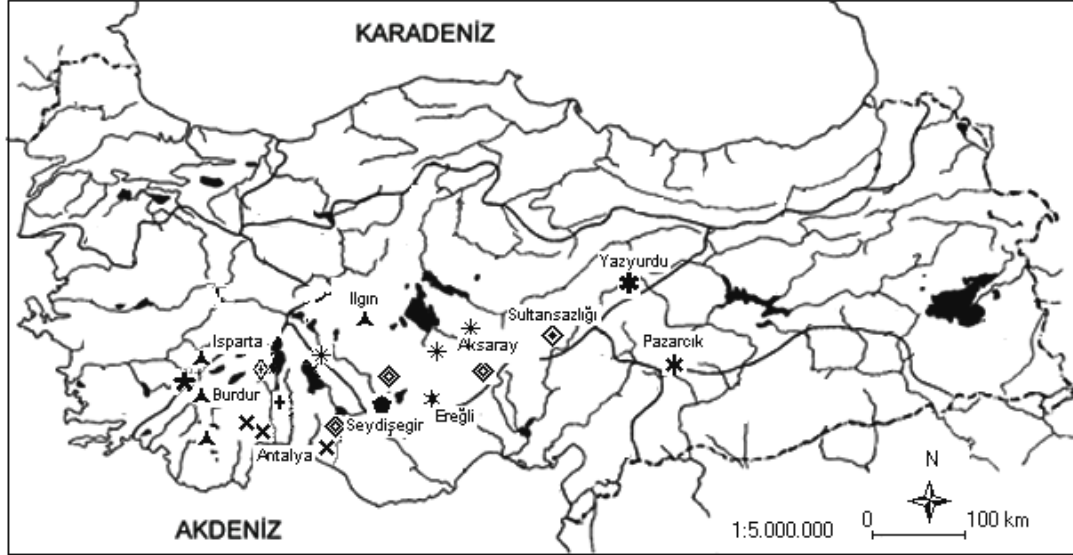 KARADENİZ
Yazyurdu
Ilgın
Sultansazlığı
Isparta
Aksaray
Pazarcık
Burdur
Ereğli
Seydişegir
Antalya
N
AKDENİZ
1:5.000.000
0
100 km